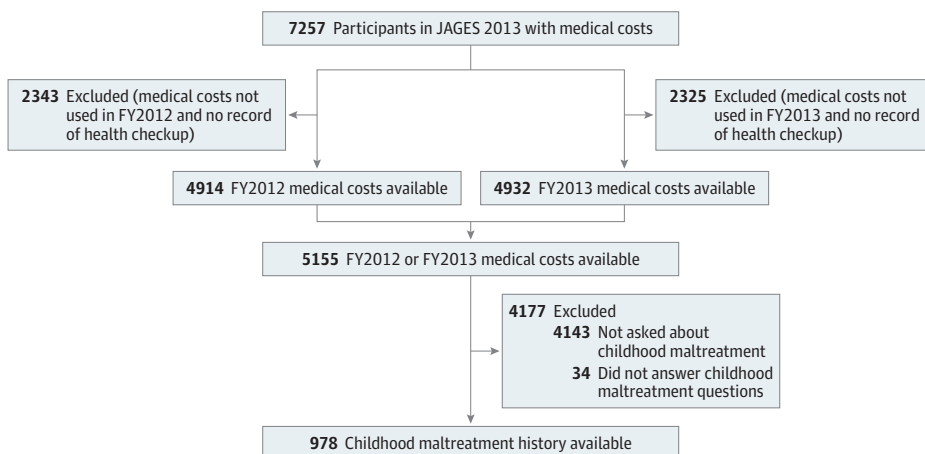 7257 Participants in JAGES 2013 with medical costs
2343 Excluded (medical costs not
used in FY2012 and no record
of health checkup)
2325 Excluded (medical costs not
used in FY2013 and no record
of health checkup)
4914 FY2012 medical costs available
4932 FY2013 medical costs available
5155 FY2012 or FY2013 medical costs available
4177 Excluded
4143 Not asked about
childhood maltreatment
34 Did not answer childhood
maltreatment questions
978 Childhood maltreatment history available